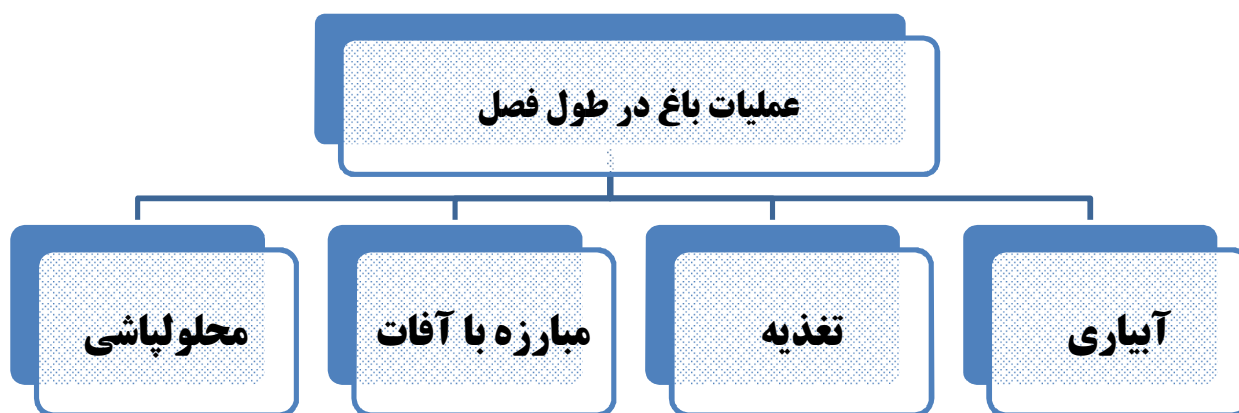 عملیات باغ در طول فصل
آبیاری
تغذیه
مبارزه با آفات
محلولپاشی